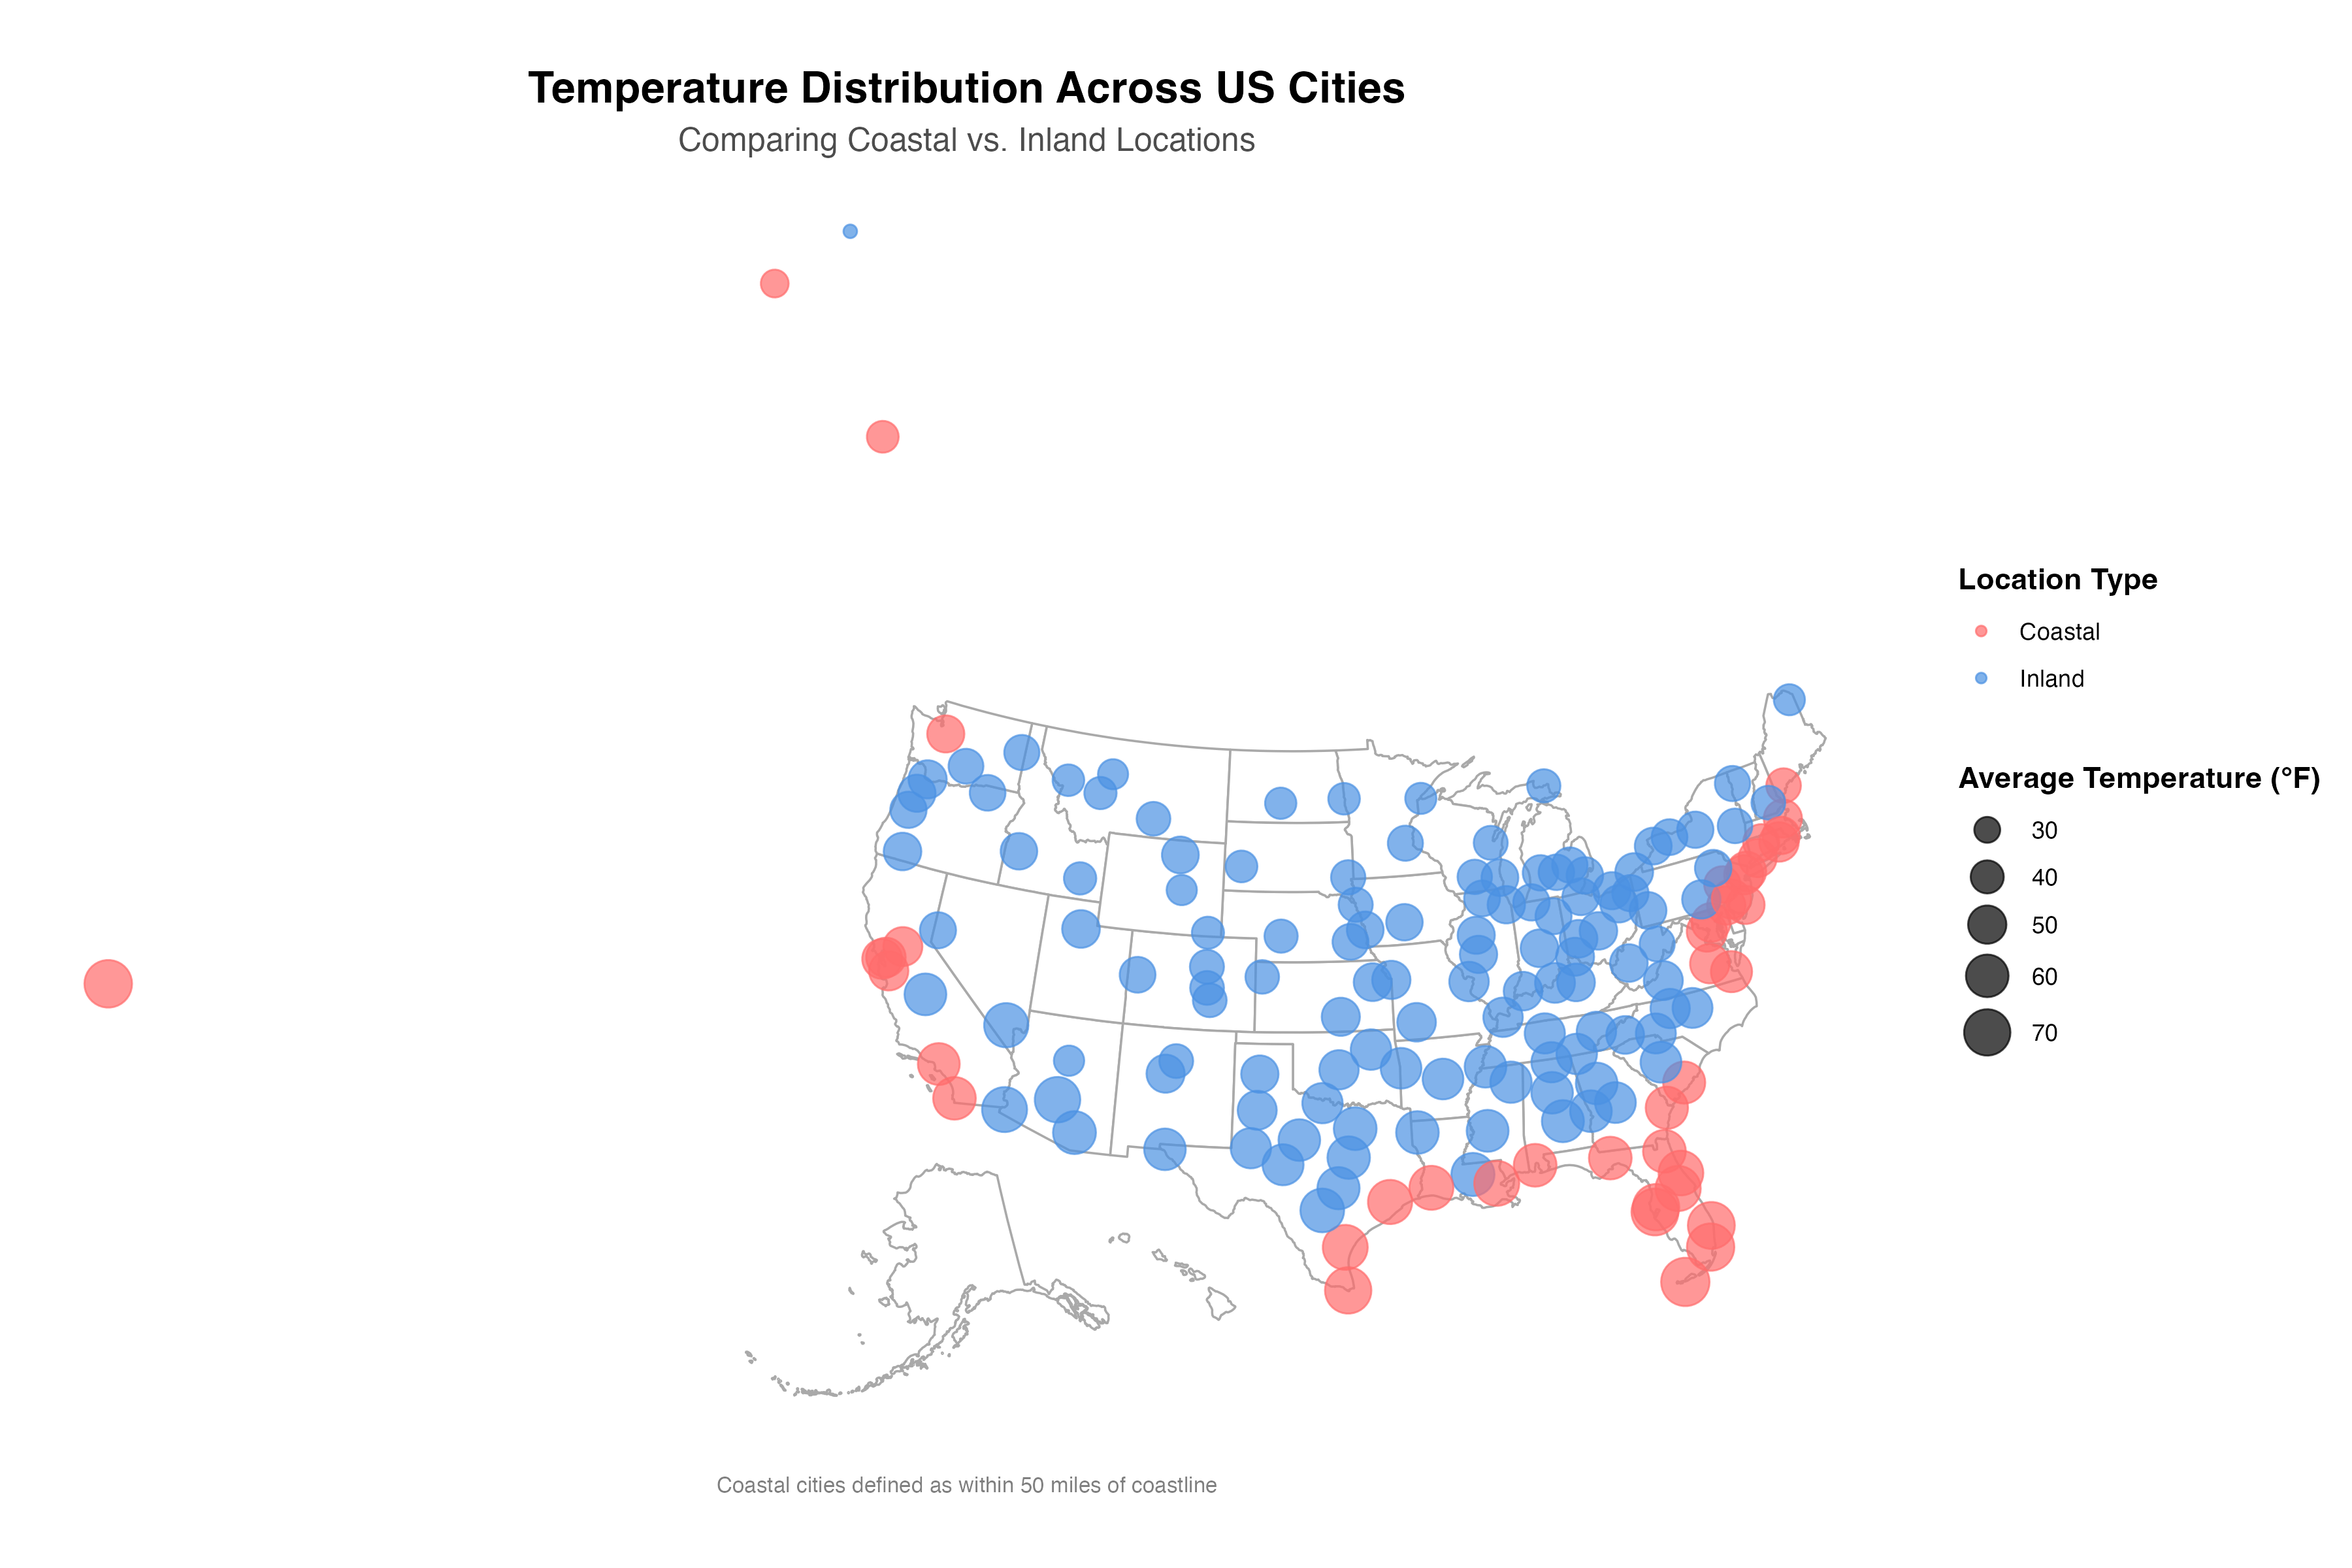 Temperature Distribution Across US Cities
Comparing Coastal vs. Inland Locations
Location Type
Coastal
Inland
Average Temperature (°F)
30
40
50
60
70
Coastal cities defined as within 50 miles of coastline